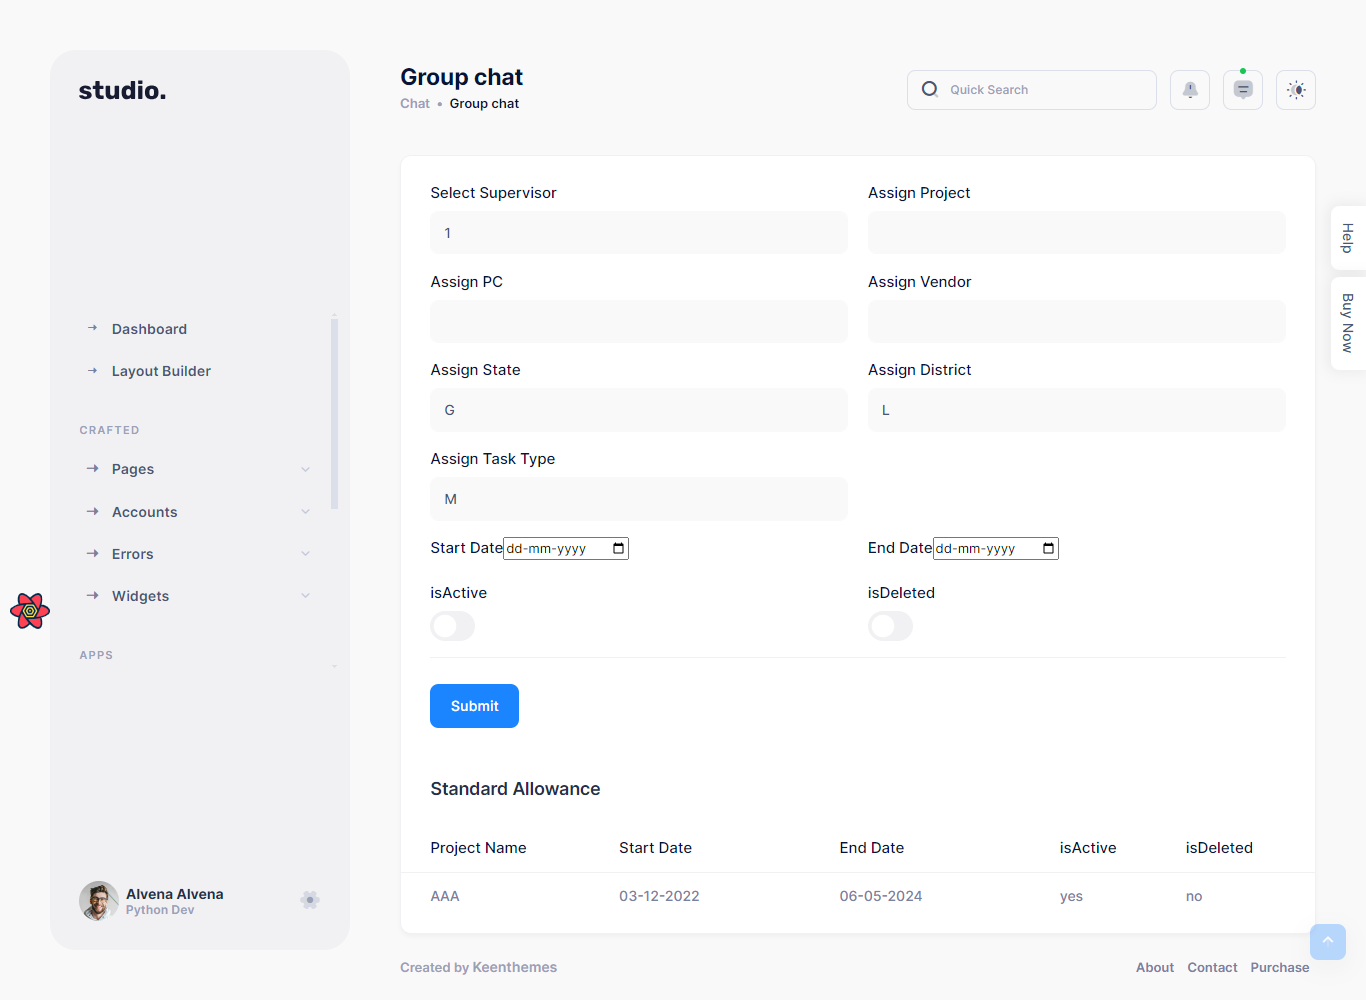 studio.
Group chat
Chat • Group chat
Quick Search
Help
Buy Now
Dashboard
Layout Builder
CRAFTED
Pages
Accounts
Errors
Widgets
APPS
Alvena Alvena
Python Dev
Select Supervisor
Assign Project
1
Assign PC
Assign Vendor
Assign State
Assign District
G
L
Assign Task Type
M
Start Date dd-mm-yyyy
End Date dd-mm-yyyy
isActive
isDeleted
Submit
Standard Allowance
Project Name Start Date End Date isActive isDeleted
AAA 03-12-2022 06-05-2024 yes no
Created by Keenthemes
About Contact Purchase